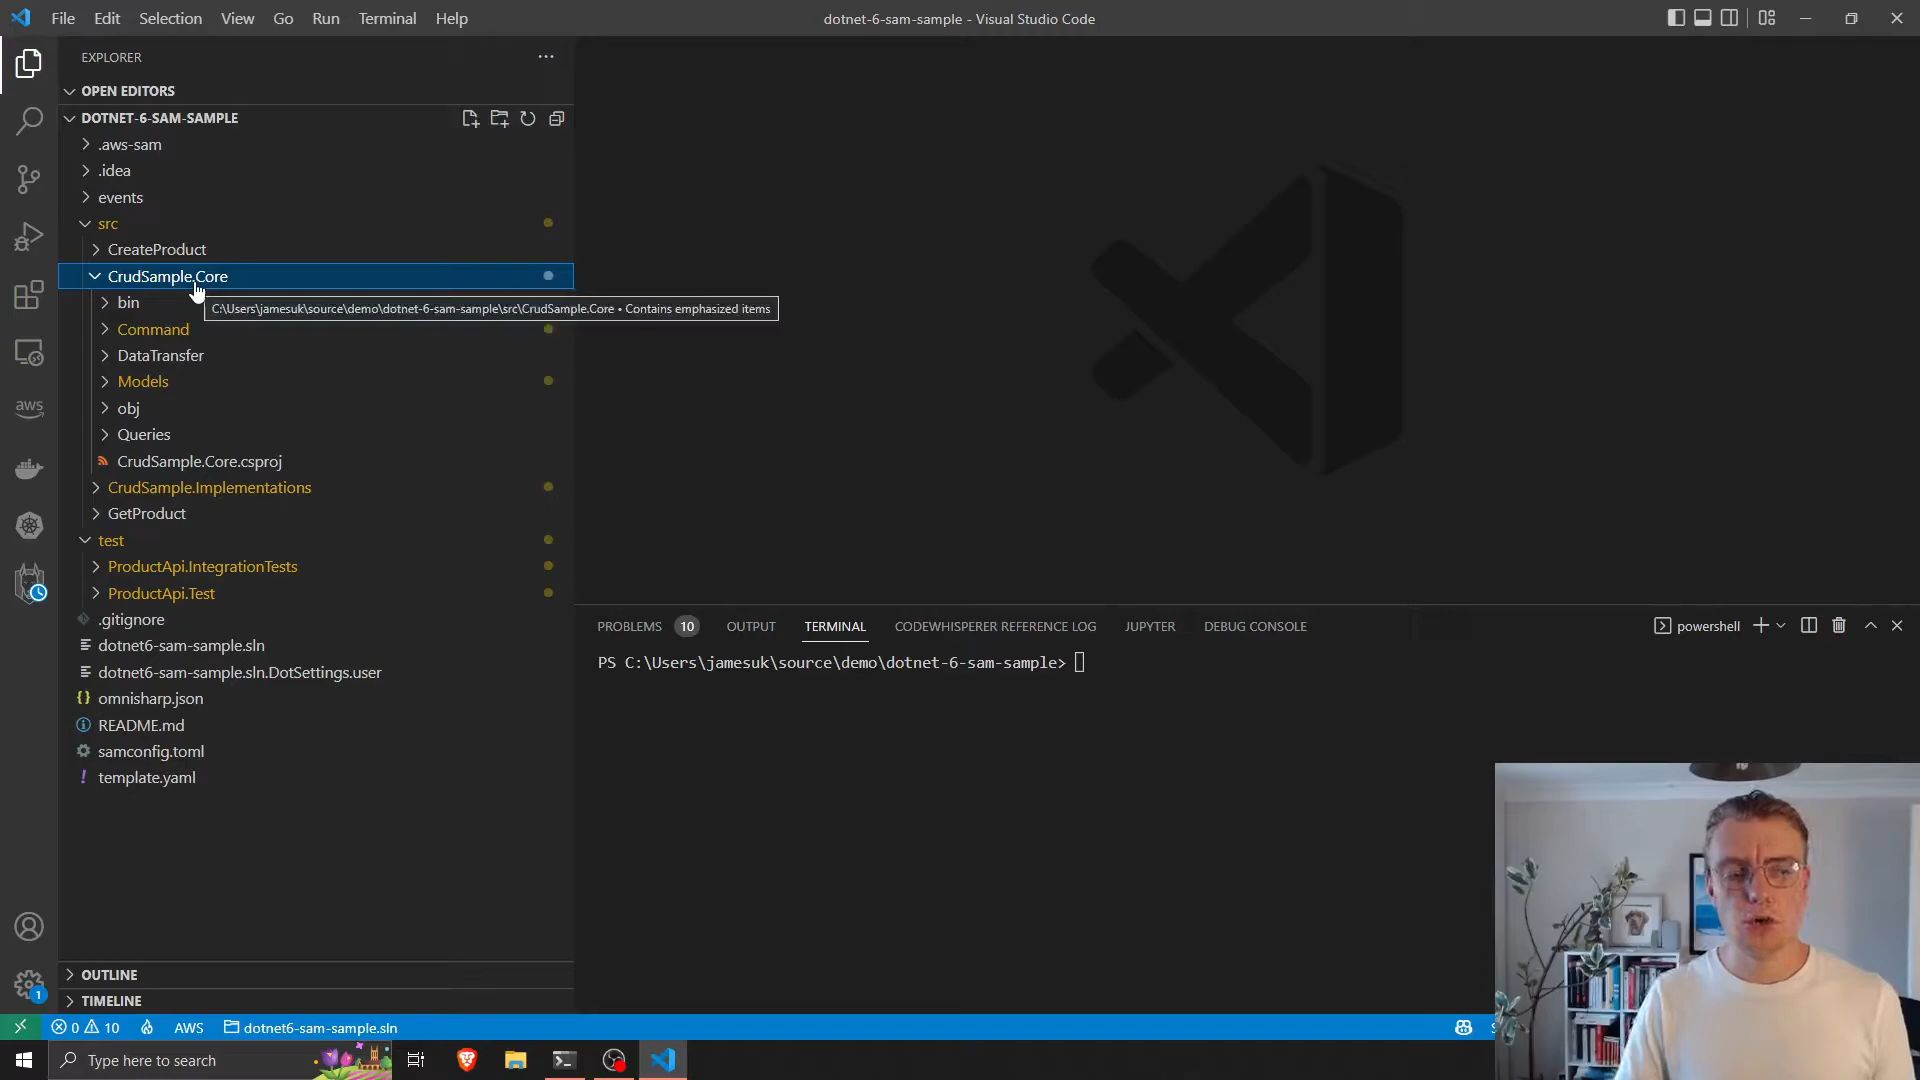 File Edit Selection View Go Run Terminal Help
dotnet-6-sam-sample - Visual Studio Code
EXPLORER
OPEN EDITORS
DOTNET-6-SAM-SAMPLE
.aws-sam
.idea
events
src
CreateProduct
CrudSample.Core
bin
C:\Users\jamesuk\source\demo\dotnet-6-sam-sample\src\CrudSample.Core • Contains emphasized items
Command
DataTransfer
Models
obj
Queries
CrudSample.Core.csproj
CrudSample.Implementations
GetProduct
test
ProductApi.IntegrationTests
ProductApi.Test
.gitignore
dotnet6-sam-sample.sln
dotnet6-sam-sample.sln.DotSettings.user
omnisharp.json
README.md
samconfig.toml
template.yaml
OUTLINE
TIMELINE
aws
1
PROBLEMS 10 OUTPUT TERMINAL CODEWHISPERER REFERENCE LOG JUPYTER DEBUG CONSOLE
powershell
PS C:\Users\jamesuk\source\demo\dotnet-6-sam-sample>
0 10 AWS dotnet6-sam-sample.sln
Type here to search